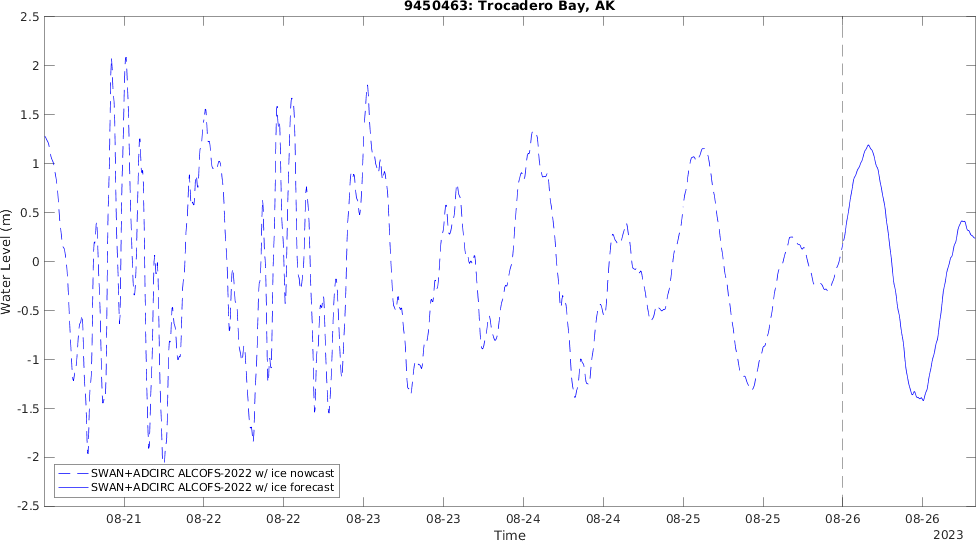 9450463: Trocadero Bay, AK
2.5
2
1.5
1
0.5
0
-0.5
-1
-1.5
-2
-2.5
Water Level (m)
SWAN+ADCIRC ALCOFS-2022 w/ ice nowcast
SWAN+ADCIRC ALCOFS-2022 w/ ice forecast
08-21 08-22 08-22 08-23 08-23 08-24 08-24 08-25 08-25 08-26 08-26
Time
2023